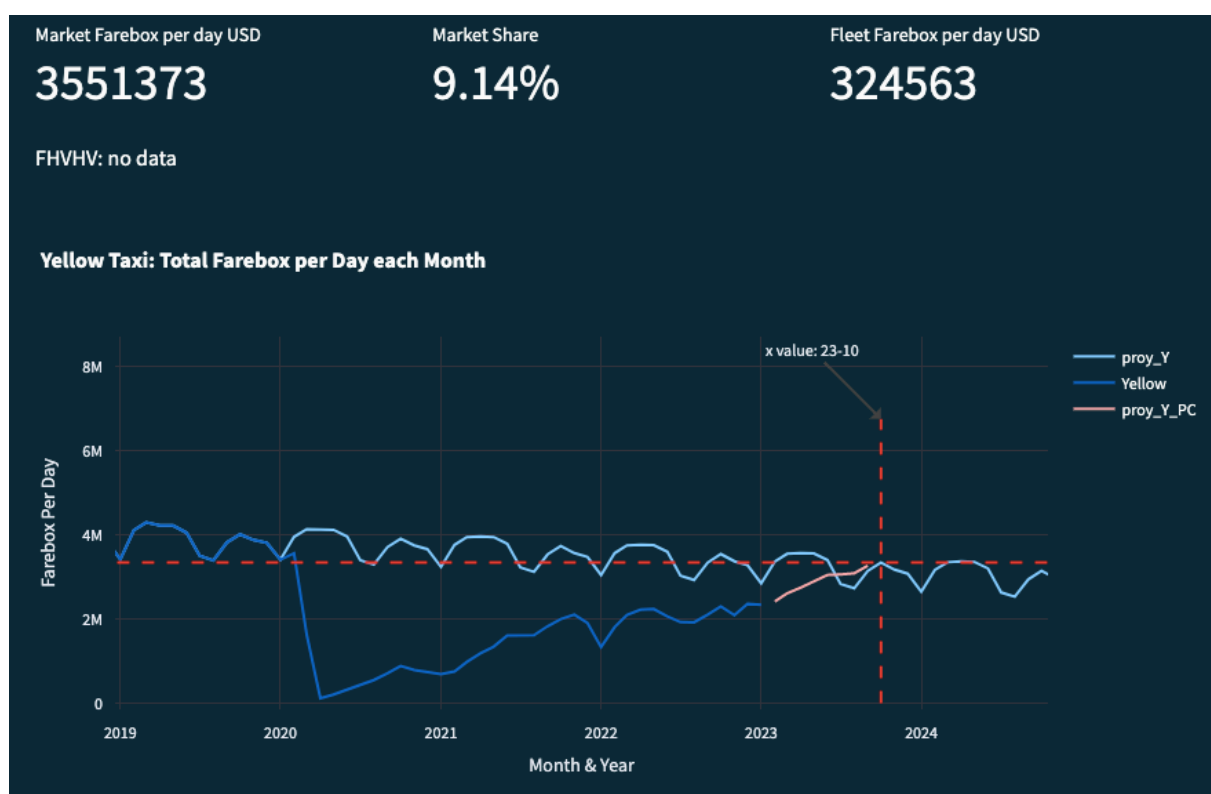 Market Farebox per day USD
Market Share
Fleet Farebox per day USD
3551373
9.14%
324563
FHVHV: no data
Yellow Taxi: Total Farebox per Day each Month
x value: 23-10
proy_Y
Yellow
proy_Y_PC
8M
6M
4M
2M
0
Farebox Per Day
2019
2020
2021
2022
2023
2024
Month & Year